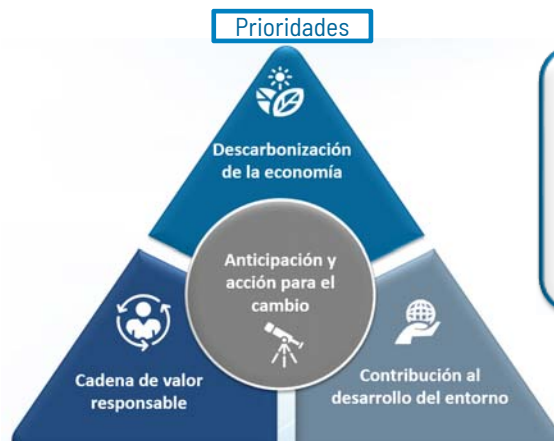 Prioridades
Descarbonización
de la economía
Anticipación y
acción para el
cambio
Cadena de valor
responsable
Contribución al
desarrollo del entorno